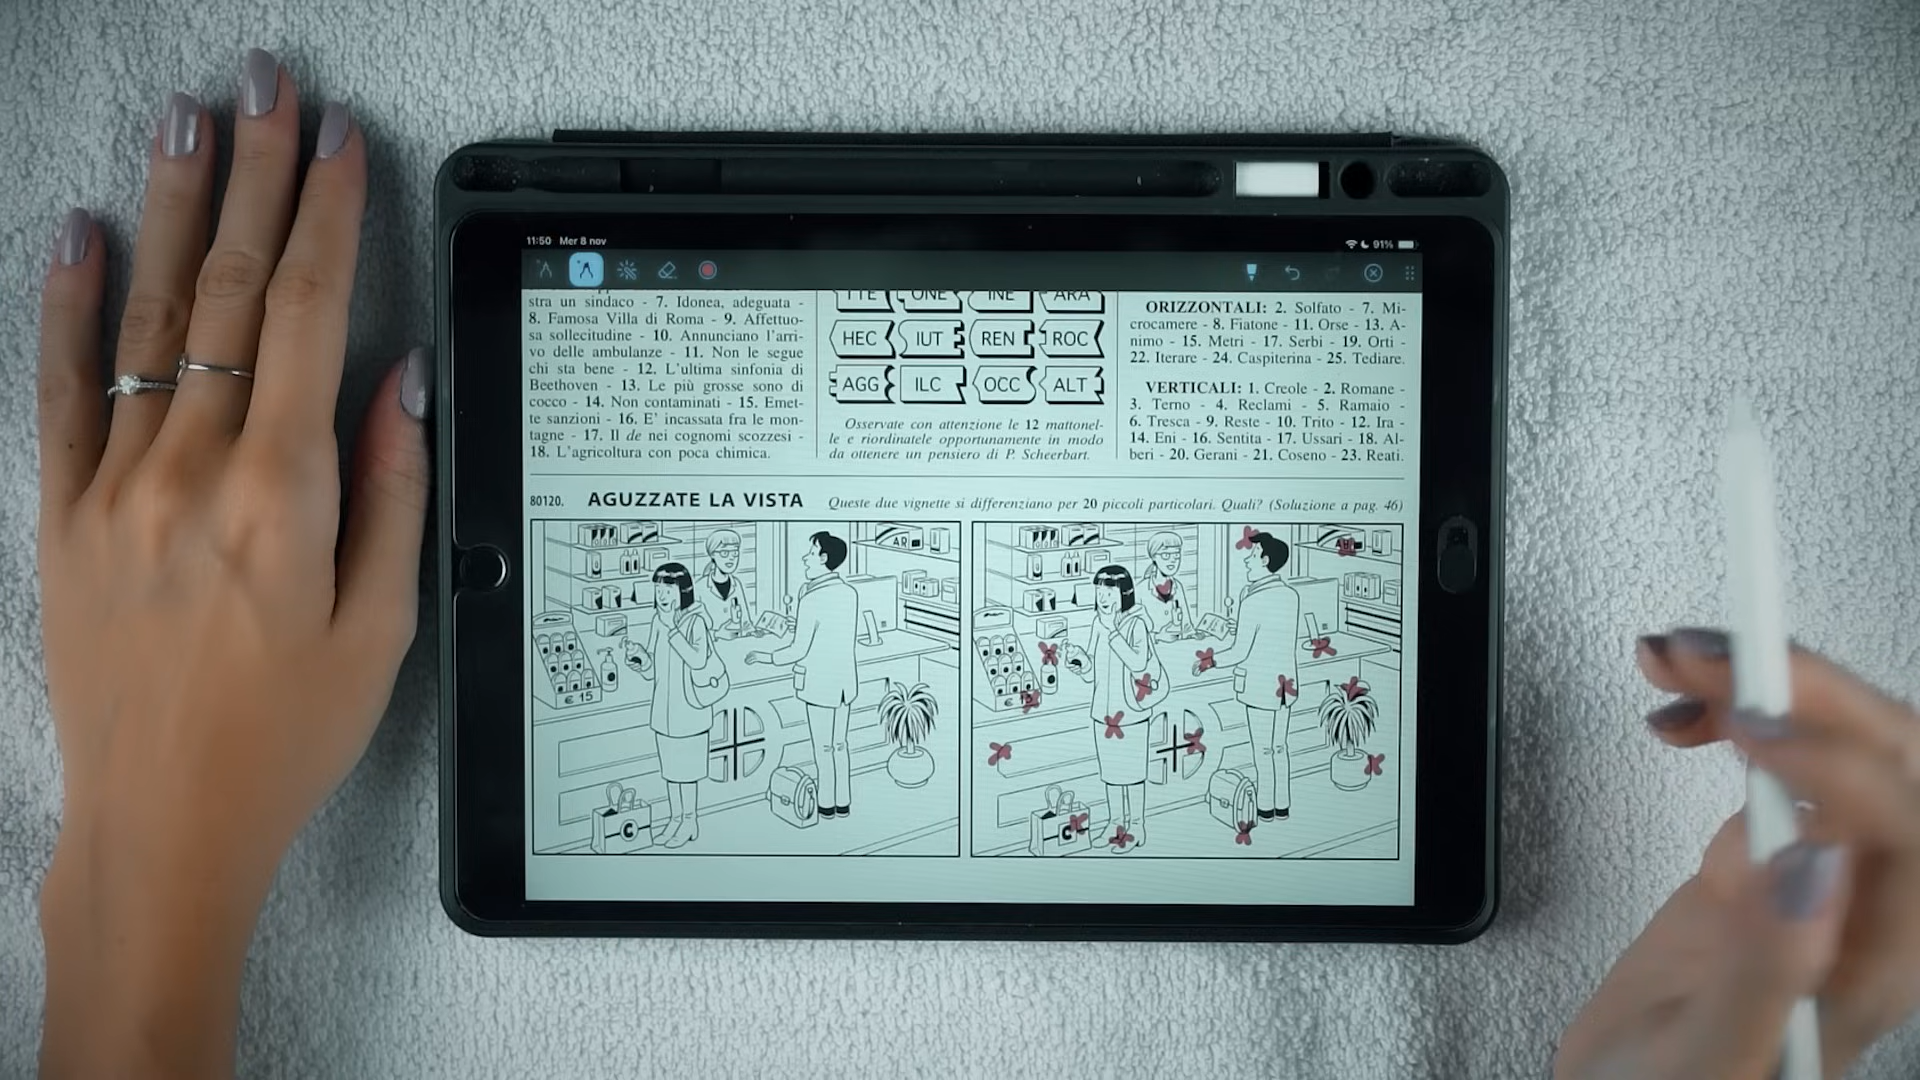 11:50 Mer 8 nov
91%
stra un sindaco - 7. Idonea, adeguata -
8. Famosa Villa di Roma - 9. Affettuo-
sa sollecitudine - 10. Annunciano l'arri-
vo delle ambulanze - 11. Non le segue
chi sta bene - 12. L'ultima sinfonia di
Beethoven - 13. Le più grosse sono di
cocco - 14. Non contaminati - 15. Emet-
te sanzioni - 16. E' incassata fra le mon-
tagne - 17. Il de nei cognomi scozzesi -
18. L'agricoltura con poca chimica.
TTE ONE INE ARA
HEC IUT REN ROC
AGG ILC OCC ALT
Osservate con attenzione le 12 mattonel-
le e riordinatele opportunamente in modo
da ottenere un pensiero di P. Scheerbart.
ORIZZONTALI: 2. Solfato - 7. Mi-
crocamere - 8. Fiatone - 11. Orse - 13. A-
nimo - 15. Metri - 17. Serbi - 19. Orti -
22. Iterare - 24. Caspiterina - 25. Tediare.
VERTICALI: 1. Creole - 2. Romane -
3. Terno - 4. Reclami - 5. Ramaio -
6. Tresca - 9. Reste - 10. Trito - 12. Ira -
14. Eni - 16. Sentita - 17. Ussari - 18. Al-
beri - 20. Gerani - 21. Coseno - 23. Reati.
80120. AGUZZATE LA VISTA Queste due vignette si differenziano per 20 piccoli particolari. Quali? (Soluzione a pag. 46)
AR
€ 15
C
€
C